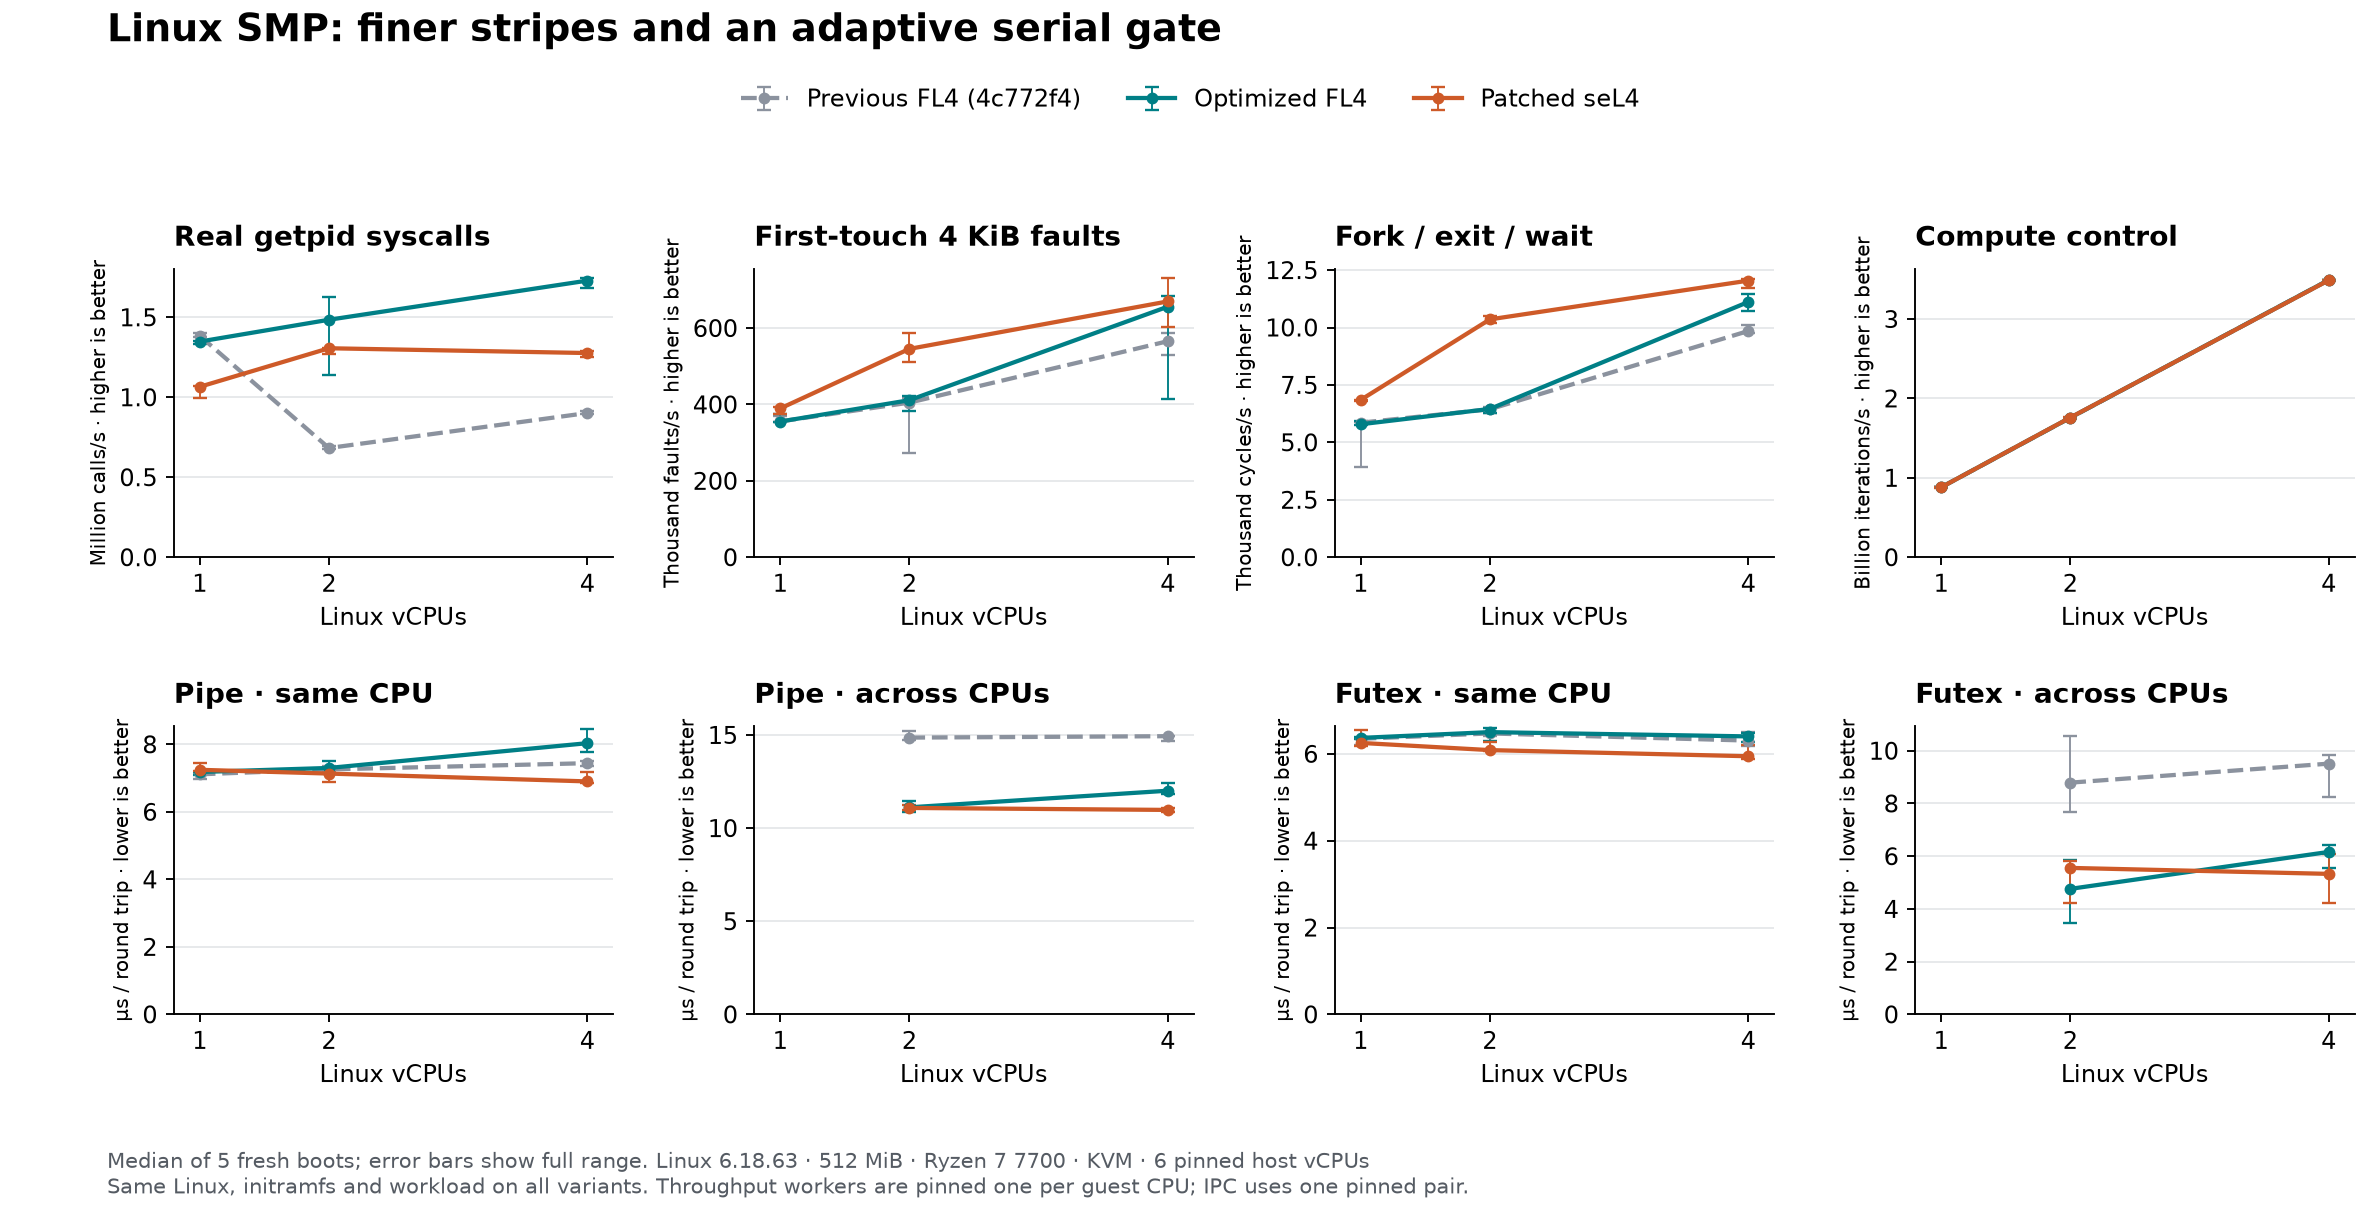 Linux SMP: finer stripes and an adaptive serial gate
Previous FL4 (4c772f4)
Optimized FL4
Patched seL4
Real getpid syscalls
Million calls/s · higher is better
1.5
1.0
0.5
0.0
1
2
4
Linux vCPUs
First-touch 4 KiB faults
Thousand faults/s · higher is better
600
400
200
0
1
2
4
Linux vCPUs
Fork / exit / wait
Thousand cycles/s · higher is better
12.5
10.0
7.5
5.0
2.5
0.0
1
2
4
Linux vCPUs
Compute control
Billion iterations/s · higher is better
3
2
1
0
1
2
4
Linux vCPUs
Pipe · same CPU
µs / round trip · lower is better
8
6
4
2
0
1
2
4
Linux vCPUs
Pipe · across CPUs
µs / round trip · lower is better
15
10
5
0
1
2
4
Linux vCPUs
Futex · same CPU
µs / round trip · lower is better
6
4
2
0
1
2
4
Linux vCPUs
Futex · across CPUs
µs / round trip · lower is better
10
8
6
4
2
0
1
2
4
Linux vCPUs
Median of 5 fresh boots; error bars show full range. Linux 6.18.63 · 512 MiB · Ryzen 7 7700 · KVM · 6 pinned host vCPUs
Same Linux, initramfs and workload on all variants. Throughput workers are pinned one per guest CPU; IPC uses one pinned pair.